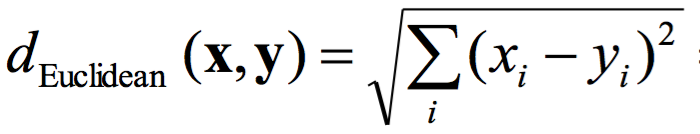 d_Euclidean (x,y) = √∑_i (x_i − y_i)^2